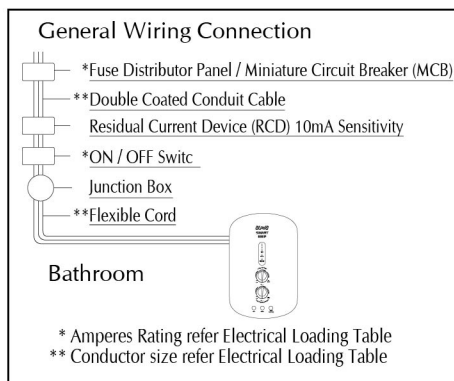 General Wiring Connection
*Fuse Distributor Panel / Miniature Circuit Breaker (MCB)
**Double Coated Conduit Cable
Residual Current Device (RCD) 10mA Sensitivity
*ON / OFF Switc
Junction Box
**Flexible Cord
Bathroom
* Amperes Rating refer Electrical Loading Table
** Conductor size refer Electrical Loading Table